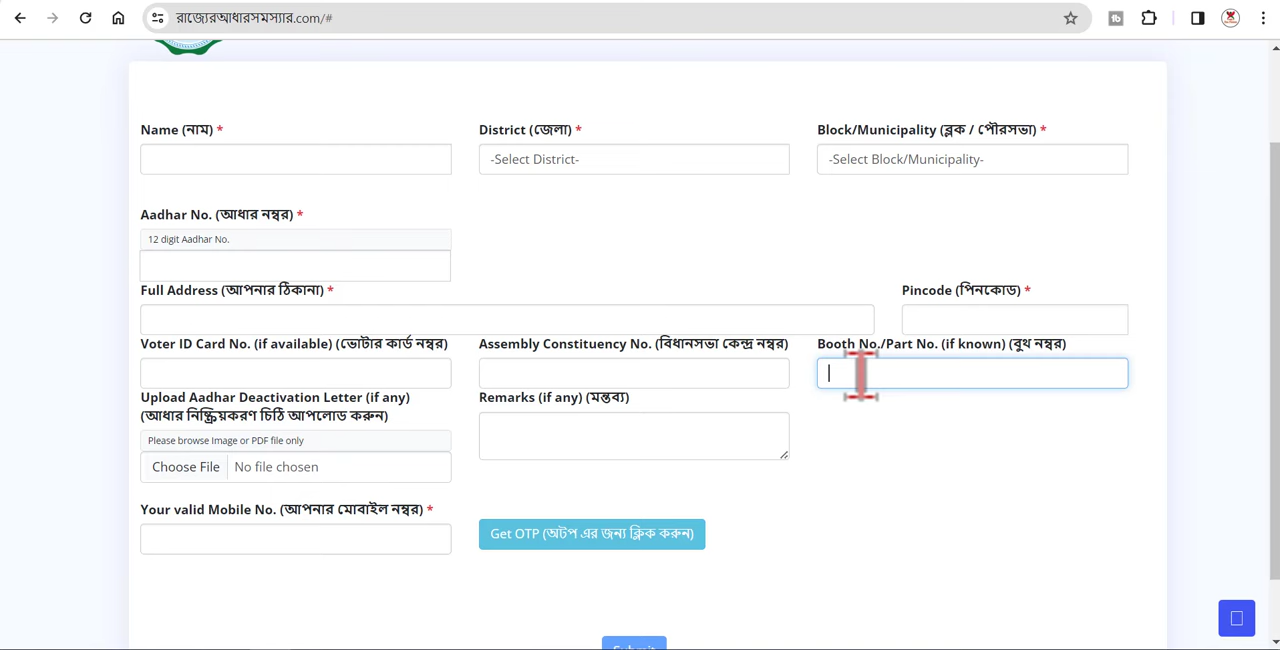 রাজ্যেরআধারসমস্যার.com/#
Name (নাম) *
District (জেলা) *
Block/Municipality (ব্লক / পৌরসভা) *
-Select District-
-Select Block/Municipality-
Aadhar No. (আধার নম্বর) *
12 digit Aadhar No.
Full Address (আপনার ঠিকানা) *
Pincode (পিনকোড) *
Voter ID Card No. (if available) (ভোটার কার্ড নম্বর)
Assembly Constituency No. (বিধানসভা কেন্দ্র নম্বর)
Booth No./Part No. (if known) (বুথ নম্বর)
Upload Aadhar Deactivation Letter (if any)
(আধার নিষ্ক্রিয়করণ চিঠি আপলোড করুন)
Remarks (if any) (মন্তব্য)
Please browse Image or PDF file only
Choose File No file chosen
Your valid Mobile No. (আপনার মোবাইল নম্বর) *
Get OTP (অটপ এর জন্য ক্লিক করুন)
Submit